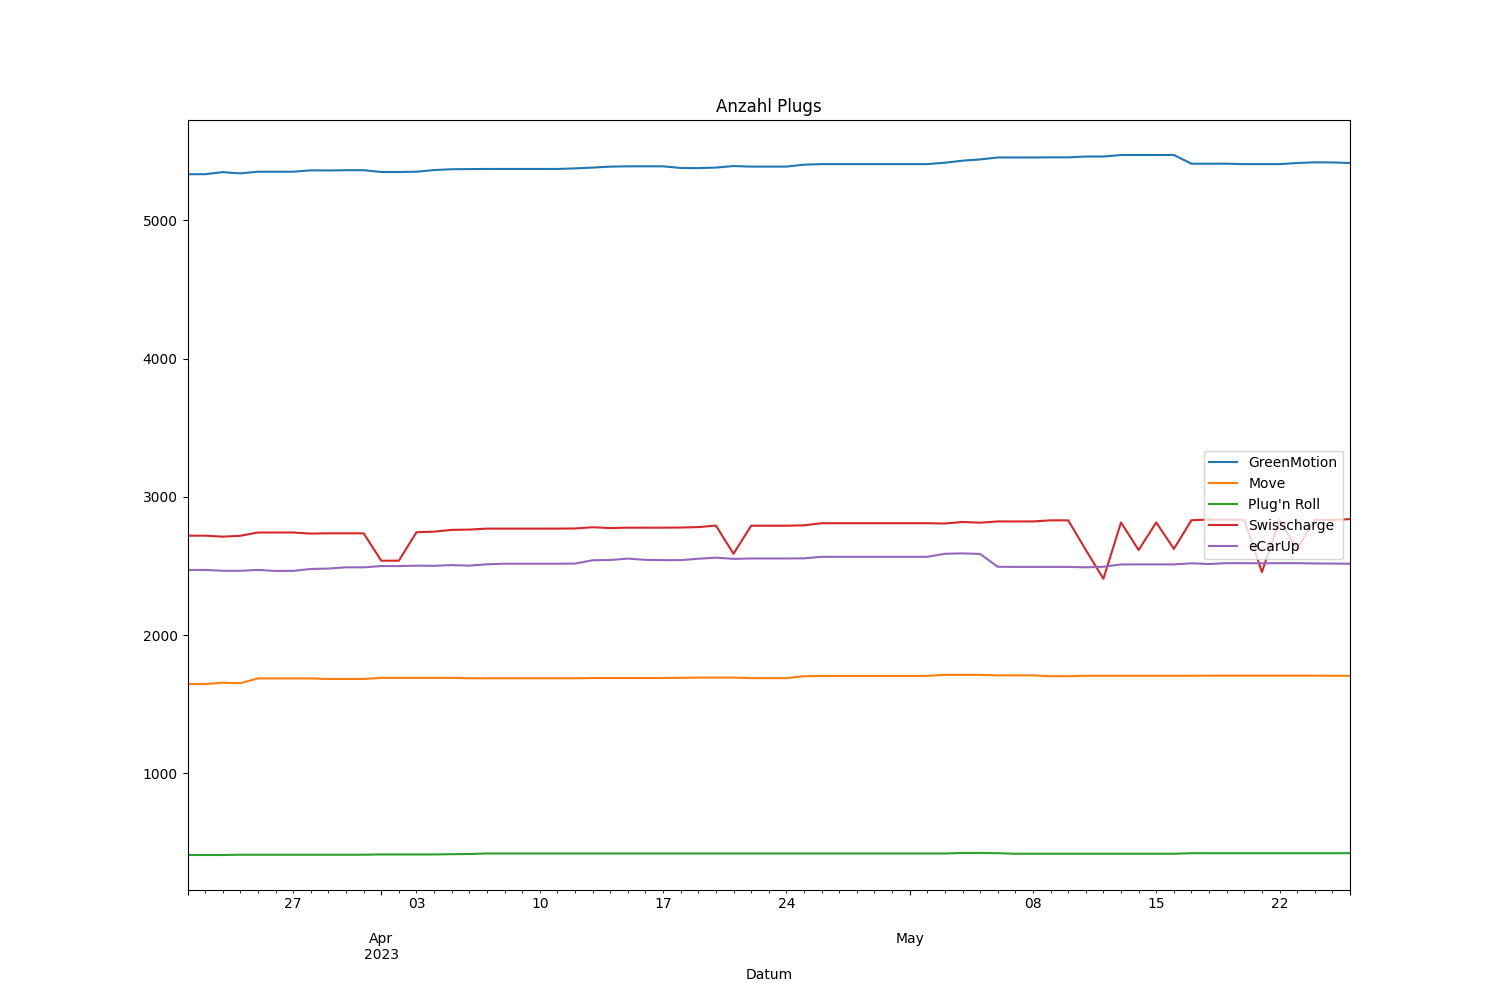 Anzahl Plugs
5000
4000
3000
2000
1000
GreenMotion
Move
Plug'n Roll
Swisscharge
eCarUp
27 03 10 17 24 08 15 22
Apr May
2023
Datum